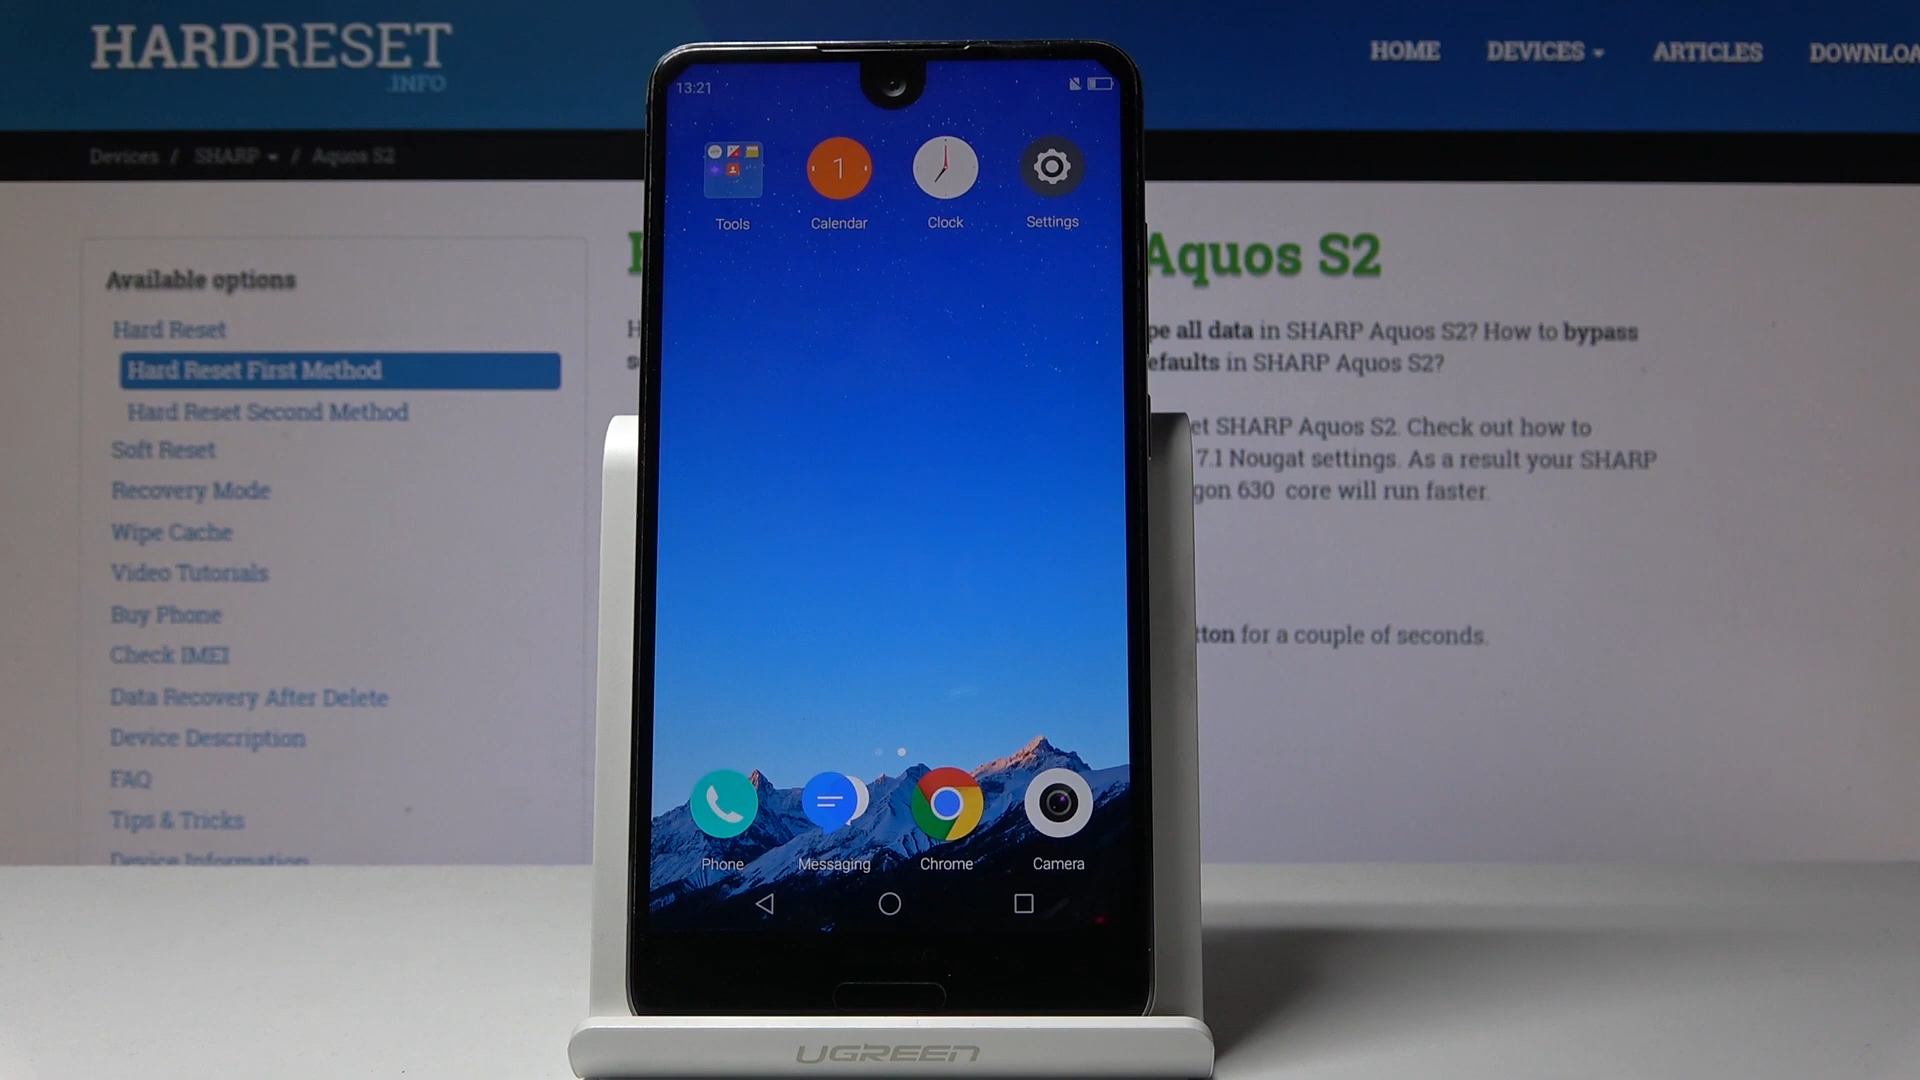 HARDRESET
.INFO
HOME DEVICES ARTICLES DOWNLOA
Devices / SHARP / Aquos S2
Available options
Hard Reset
Hard Reset First Method
Hard Reset Second Method
Soft Reset
Recovery Mode
Wipe Cache
Video Tutorials
Buy Phone
Check IMEI
Data Recovery After Delete
Device Description
FAQ
Tips & Tricks
Device Information
13:21
1
Tools Calendar Clock Settings
Phone Messaging Chrome Camera
Aquos S2
pe all data in SHARP Aquos S2? How to bypass
efaults in SHARP Aquos S2?
et SHARP Aquos S2. Check out how to
7.1 Nougat settings. As a result your SHARP
gon 630 core will run faster.
tton for a couple of seconds.
UGREEN